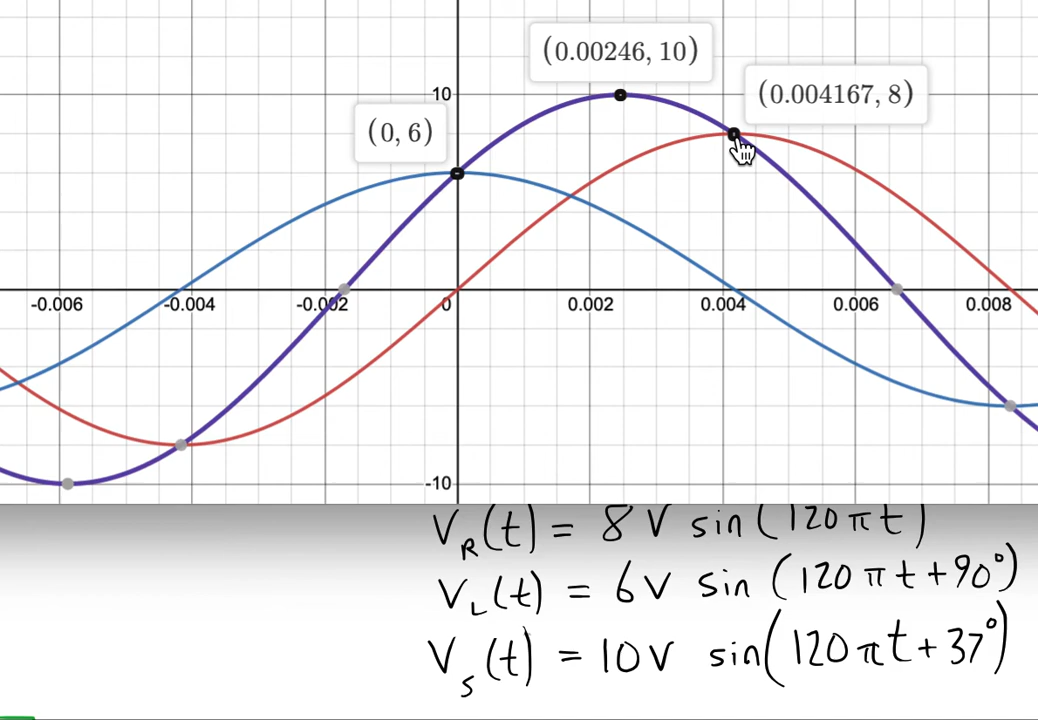 (0.00246, 10)
(0.004167, 8)
10
(0, 6)
-0.006 -0.004 -0.002 0 0.002 0.004 0.006 0.008
-10
V_R(t) = 8 V sin(120πt)
V_L(t) = 6V sin(120πt+90°)
V_s(t) = 10V sin(120πt+37°)